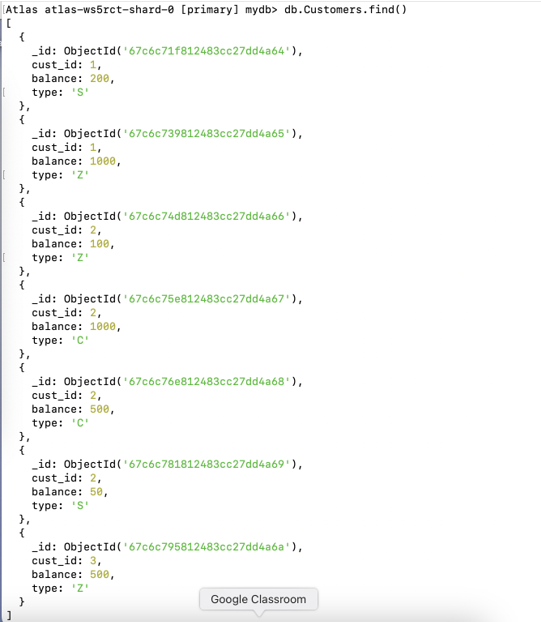 Atlas atlas-ws5rct-shard-0 [primary] mydb> db.Customers.find()
[
  {
    _id: ObjectId('67c6c71f812483cc27dd4a64'),
    cust_id: 1,
    balance: 200,
    type: 'S'
  },
  {
    _id: ObjectId('67c6c739812483cc27dd4a65'),
    cust_id: 1,
    balance: 1000,
    type: 'Z'
  },
  {
    _id: ObjectId('67c6c74d812483cc27dd4a66'),
    cust_id: 2,
    balance: 100,
    type: 'Z'
  },
  {
    _id: ObjectId('67c6c75e812483cc27dd4a67'),
    cust_id: 2,
    balance: 1000,
    type: 'C'
  },
  {
    _id: ObjectId('67c6c76e812483cc27dd4a68'),
    cust_id: 2,
    balance: 500,
    type: 'C'
  },
  {
    _id: ObjectId('67c6c781812483cc27dd4a69'),
    cust_id: 2,
    balance: 50,
    type: 'S'
  },
  {
    _id: ObjectId('67c6c795812483cc27dd4a6a'),
    cust_id: 3,
    balance: 500,
    type: 'Z'
  }
]
Google Classroom